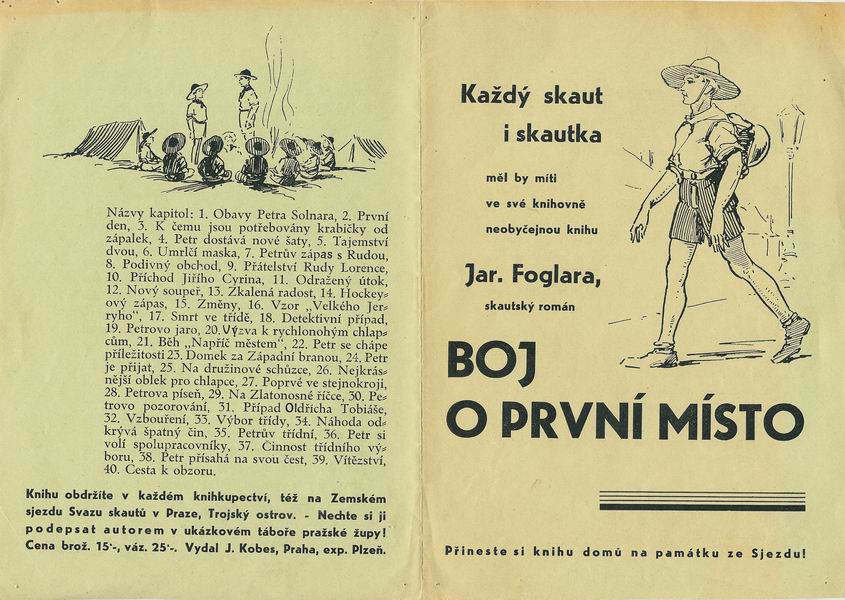 Názvy kapitol: 1. Obavy Petra Solnara, 2. První
den, 3. K čemu jsou potřebovány krabičky od
zápalek, 4. Petr dostává nové šaty, 5. Tajemství
dvou, 6. Umrlčí maska, 7. Petrův zápas s Rudou,
8. Podivný obchod, 9. Přátelství Rudy Lorence,
10. Příchod Jiřího Cyrina, 11. Odražený útok,
12. Nový soupeř, 13. Zkalená radost, 14. Hockey-
ový zápas, 15. Změny, 16. Vzor „Velkého Jer-
ryho", 17. Smrt ve třídě, 18. Detektivní případ,
19. Petrovo jaro, 20. Výzva k rychlonohým chlap-
cům, 21. Běh „Napříč městem", 22. Petr se chápe
příležitosti 23. Domek za Západní branou, 24. Petr
je přijat, 25. Na družinové schůzce, 26. Nejkrás-
nější oblek pro chlapce, 27. Poprvé ve stejnokroji,
28. Petrova píseň, 29. Na Zlatonosné říčce, 30. Pe-
trovo pozorování, 31. Případ Oldřicha Tobiáše,
32. Vzbouření, 33. Výbor třídy, 34. Náhoda od-
krývá špatný čin, 35. Petrův třídní, 36. Petr si
volí spolupracovníky, 37. Činnost třídního vý-
boru, 38. Petr přísahá na svou čest, 39. Vítězství,
40. Cesta k obzoru.
Knihu obdržíte v každém knihkupectví, též na Zemském
sjezdu Svazu skautů v Praze, Trojský ostrov. - Nechte si ji
podepsat autorem v ukázkovém táboře pražské župy!
Cena brož. 15·-, váz. 25·-. Vydal J. Kobes, Praha, exp. Plzeň.
Každý skaut
i skautka
měl by míti
ve své knihovně
neobyčejnou knihu
Jar. Foglara,
skautský román
BOJ
O PRVNÍ MÍSTO
Přineste si knihu domů na památku ze Sjezdu!